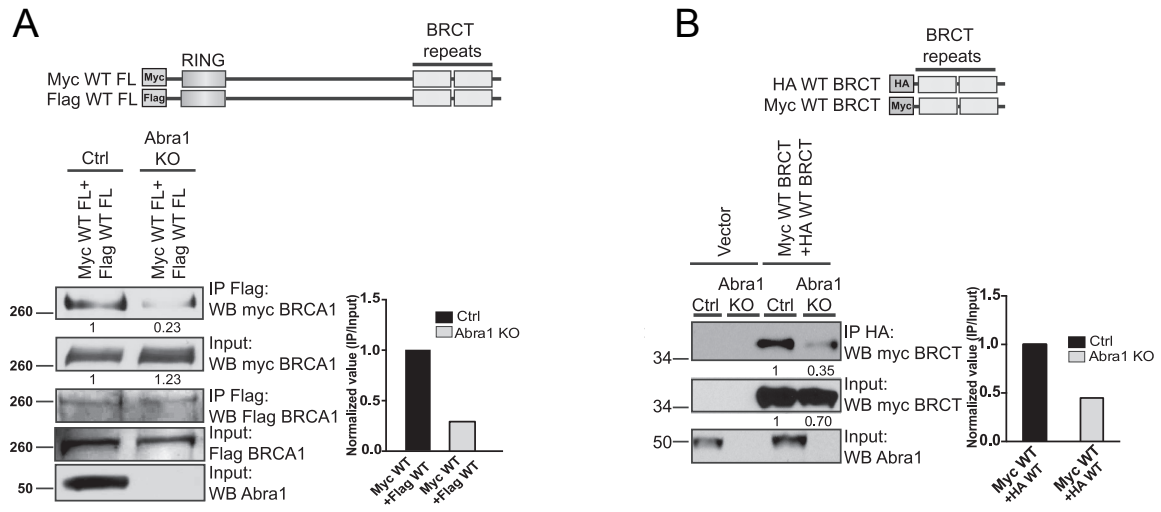 A
BRCT
repeats
RING
Myc WT FL
Myc
Flag WT FL
Flag
Ctrl
Abra1
KO
Myc WT FL+
Flag WT FL
Myc WT FL+
Flag WT FL
260
IP Flag:
WB myc BRCA1
1 0.23
260
Input:
WB myc BRCA1
1 1.23
260
IP Flag:
WB Flag BRCA1
260
Input:
Flag BRCA1
50
Input:
WB Abra1
Normalized value (IP/Input)
1.5
1.0
0.5
0.0
Ctrl
Abra1 KO
Myc WT
+Flag WT
Myc WT
+Flag WT
B
BRCT
repeats
HA WT BRCT
HA
Myc WT BRCT
Myc
Vector
Myc WT BRCT
+HA WT BRCT
Ctrl
Abra1
KO
Ctrl
Abra1
KO
34
IP HA:
WB myc BRCT
1 0.35
34
Input:
WB myc BRCT
1 0.70
50
Input:
WB Abra1
Normalized value (IP/Input)
1.5
1.0
0.5
0.0
Ctrl
Abra1 KO
Myc WT
+HA WT
Myc WT
+HA WT